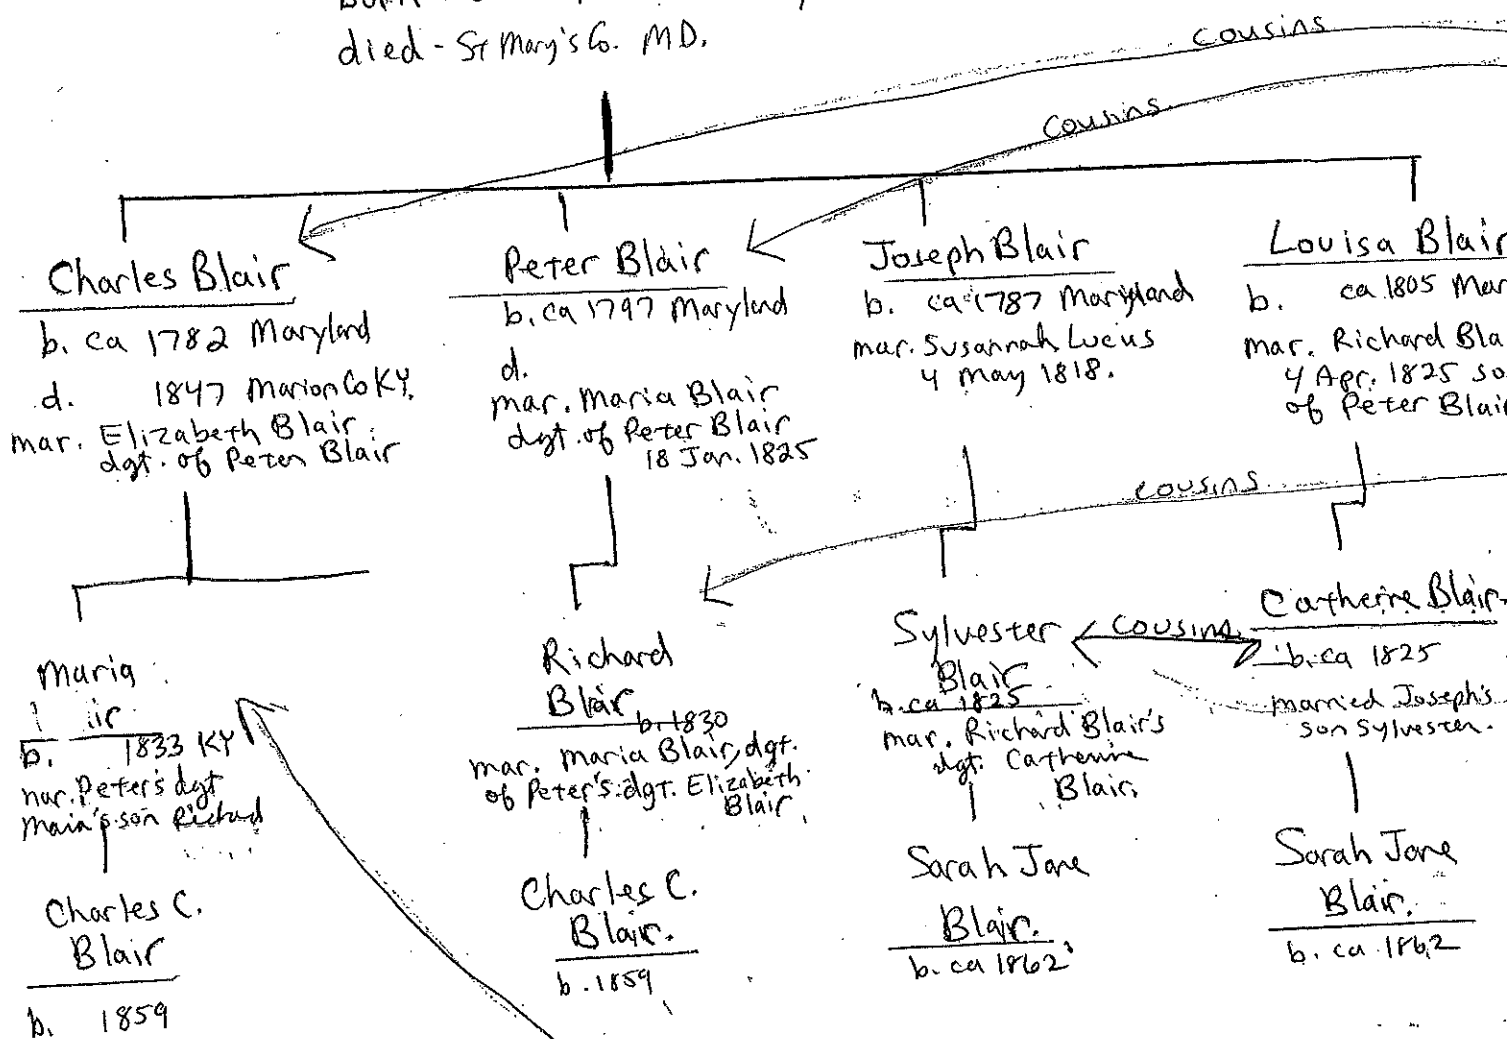 died - St Mary's Co. MD.
cousins
cousins
Charles Blair
b. ca 1782 Maryland
d. 1847 Marion Co KY.
mar. Elizabeth Blair
dgt. of Peter Blair
Peter Blair
b. ca 1797 Maryland
d.
mar. Maria Blair
dgt. of Peter Blair
18 Jan. 1825
Joseph Blair
b. ca 1787 Maryland
mar. Susannah Lucus
4 May 1818.
Louisa Blair
b. ca 1805 Mar
mar. Richard Bla
4 Apr. 1825 so
of Peter Blair
cousins
Maria
ir
b. 1833 KY
mar. Peter's dgt
Maria's son Richard
Charles C.
Blair
b. 1859
Richard
Blair
b. 1830
mar. Maria Blair, dgt.
of Peter's dgt. Elizabeth
Blair
Charles C.
Blair.
b. 1859
Sylvester
Blair
b. ca 1825
mar. Richard Blair's
dgt. Catherine
Blair.
Sarah Jane
Blair.
b. ca 1862
cousins
Catherine Blair
b. ca 1825
married Joseph's
son Sylvester.
Sarah Jane
Blair.
b. ca 1862